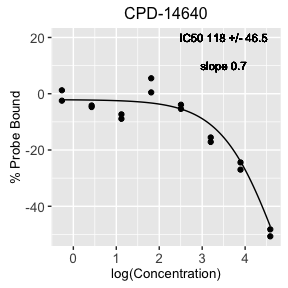 CPD-14640
IC50 118 +/- 46.5
slope 0.7
20
0
-20
-40
% Probe Bound
0 1 2 3 4
log(Concentration)